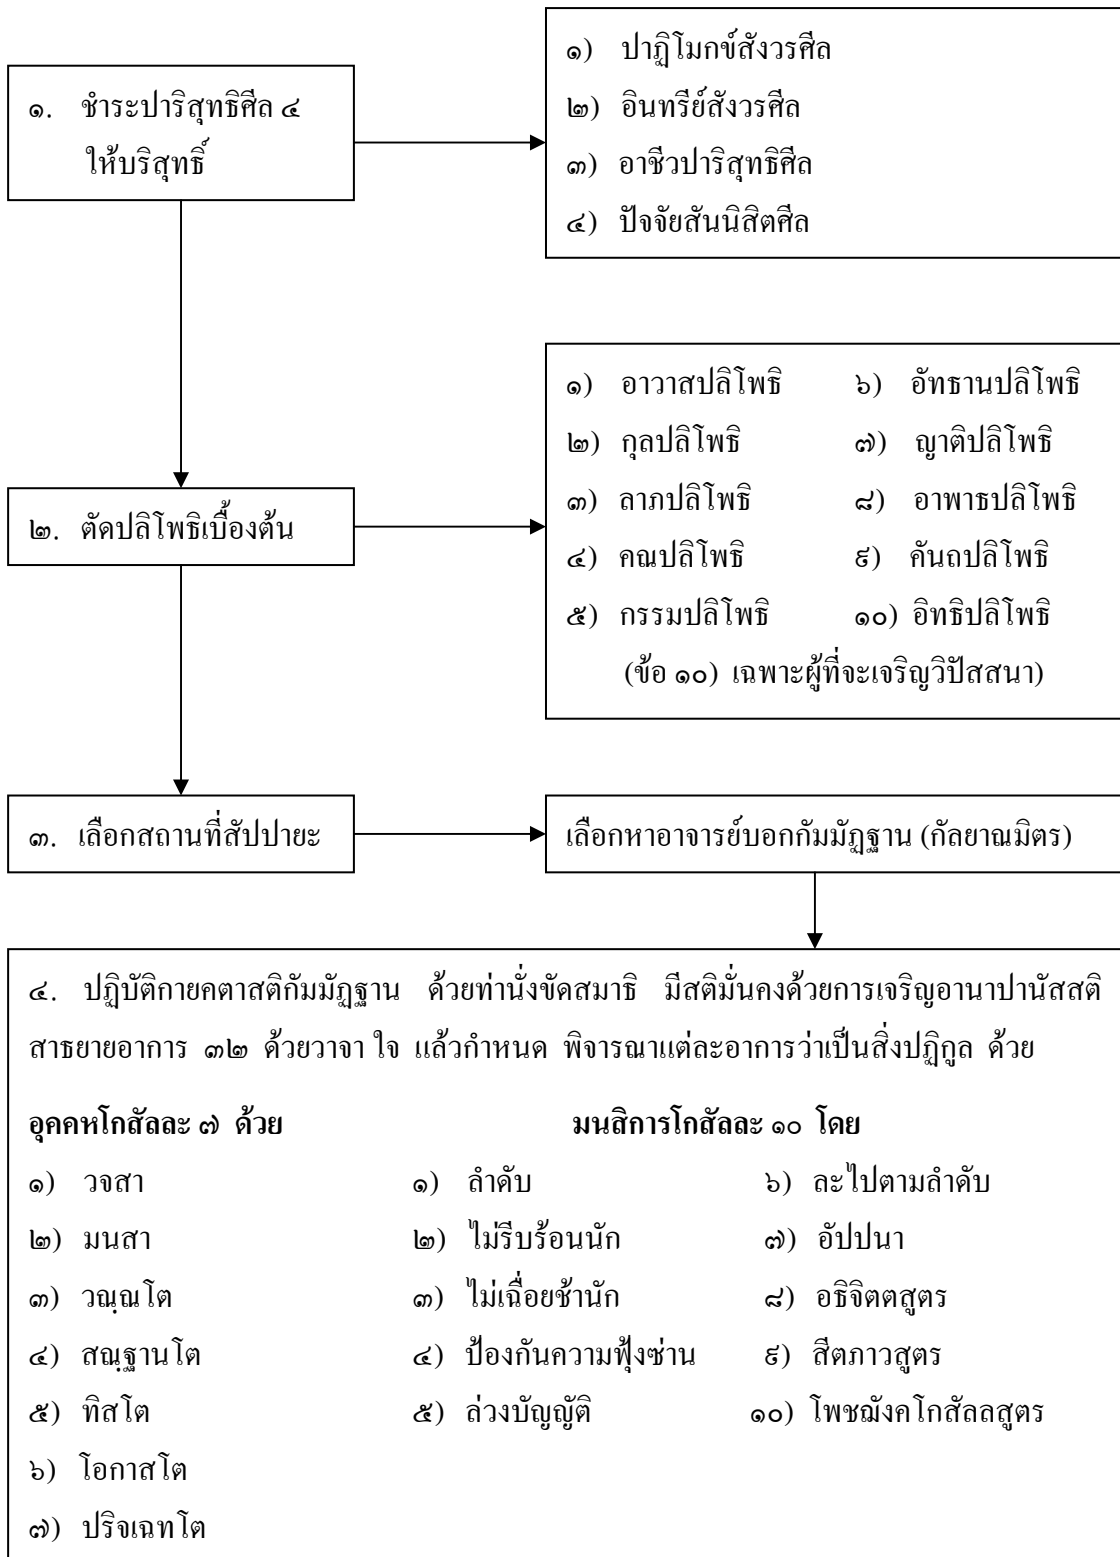 ๑. ชำระปาริสุทธิศีล ๔
ให้บริสุทธิ์
๑) ปาฏิโมกข์สังวรศีล
๒) อินทรีย์สังวรศีล
๓) อาชีวปาริสุทธิศีล
๔) ปัจจัยสันนิสิตศีล
๒. ตัดปลิโพธิเบื้องต้น
๑) อาวาสปลิโพธิ ๖) อัทธานปลิโพธิ
๒) กุลปลิโพธิ ๗) ญาติปลิโพธิ
๓) ลาภปลิโพธิ ๘) อาพาธปลิโพธิ
๔) คณปลิโพธิ ๙) คันถปลิโพธิ
๕) กรรมปลิโพธิ ๑๐) อิทธิปลิโพธิ
(ข้อ ๑๐) เฉพาะผู้ที่จะเจริญวิปัสสนา)
๓. เลือกสถานที่สัปปายะ
เลือกหาอาจารย์บอกกัมมัฏฐาน (กัลยาณมิตร)
๔. ปฏิบัติกายคตาสติกัมมัฏฐาน ด้วยท่านั่งขัดสมาธิ มีสติมั่นคงด้วยการเจริญอานาปานัสสติ
สาธยายอาการ ๓๒ ด้วยวาจา ใจ แล้วกำหนด พิจารณาแต่ละอาการว่าเป็นสิ่งปฏิกูล ด้วย
อุคคหโกสัลละ ๗ ด้วย มนสิการโกสัลละ ๑๐ โดย
๑) วจสา ๑) ลำดับ ๖) ละไปตามลำดับ
๒) มนสา ๒) ไม่รีบร้อนนัก ๗) อัปปนา
๓) วณฺณโต ๓) ไม่เฉื่อยช้านัก ๘) อธิจิตตสูตร
๔) สณฺฐานโต ๔) ป้องกันความฟุ้งซ่าน ๙) สีตภาวสูตร
๕) ทิสโต ๕) ล่วงบัญญัติ ๑๐) โพชฌังคโกสัลลสูตร
๖) โอกาสโต
๗) ปริจเฉทโต